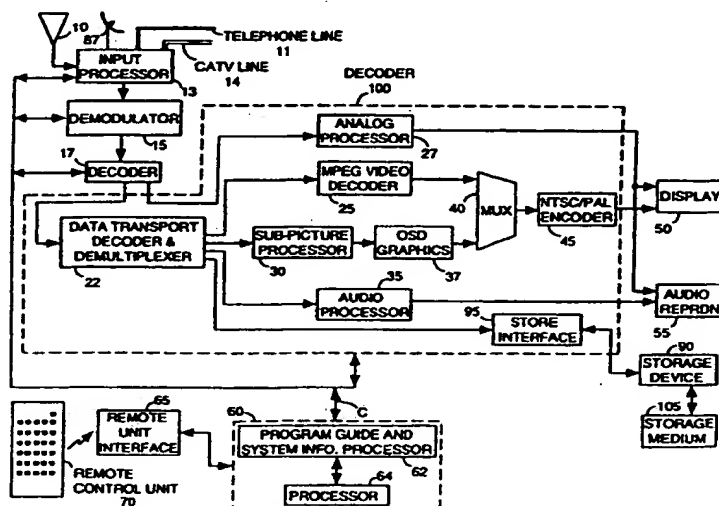 10
87
TELEPHONE LINE
11
CATV LINE
14
INPUT
PROCESSOR
13
DECODER
100
DEMODULATOR
15
ANALOG
PROCESSOR
27
17
DECODER
MPEG VIDEO
DECODER
25
40
MUX
NTSC/PAL
ENCODER
45
DISPLAY
50
DATA TRANSPORT
DECODER &
DEMULTIPLEXER
22
SUB-PICTURE
PROCESSOR
30
OSD
GRAPHICS
37
35
AUDIO
PROCESSOR
95
STORE
INTERFACE
AUDIO
REPRDN
55
90
STORAGE
DEVICE
105
STORAGE
MEDIUM
C
65
REMOTE
UNIT
INTERFACE
60
PROGRAM GUIDE AND
SYSTEM INFO. PROCESSOR
62
64
PROCESSOR
REMOTE
CONTROL UNIT
70